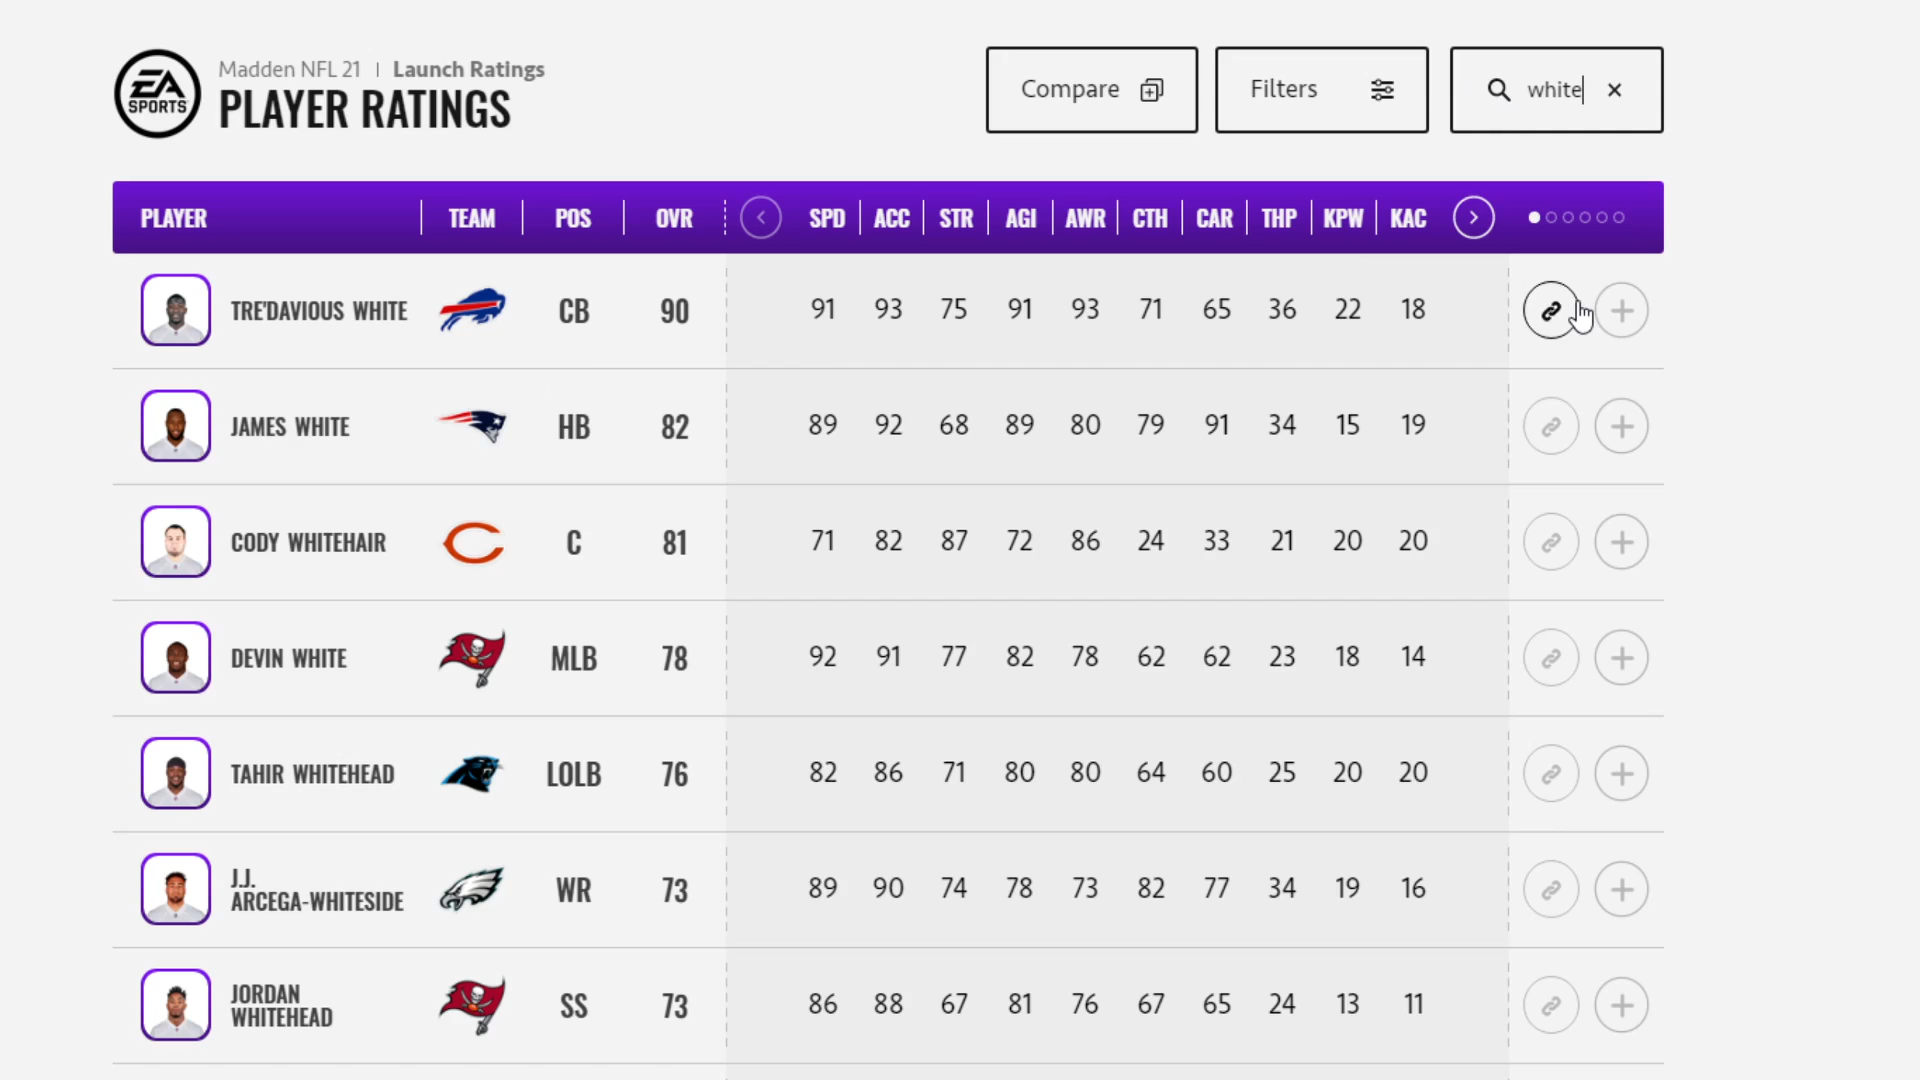 EA SPORTS
Madden NFL 21 | Launch Ratings
PLAYER RATINGS
Compare
Filters
white
PLAYER TEAM POS OVR SPD ACC STR AGI AWR CTH CAR THP KPW KAC
TRE'DAVIOUS WHITE CB 90 91 93 75 91 93 71 65 36 22 18
JAMES WHITE HB 82 89 92 68 89 80 79 91 34 15 19
CODY WHITEHAIR C 81 71 82 87 72 86 24 33 21 20 20
DEVIN WHITE MLB 78 92 91 77 82 78 62 62 23 18 14
TAHIR WHITEHEAD LOLB 76 82 86 71 80 80 64 60 25 20 20
J.J.
ARCEGA-WHITESIDE WR 73 89 90 74 78 73 82 77 34 19 16
JORDAN
WHITEHEAD SS 73 86 88 67 81 76 67 65 24 13 11